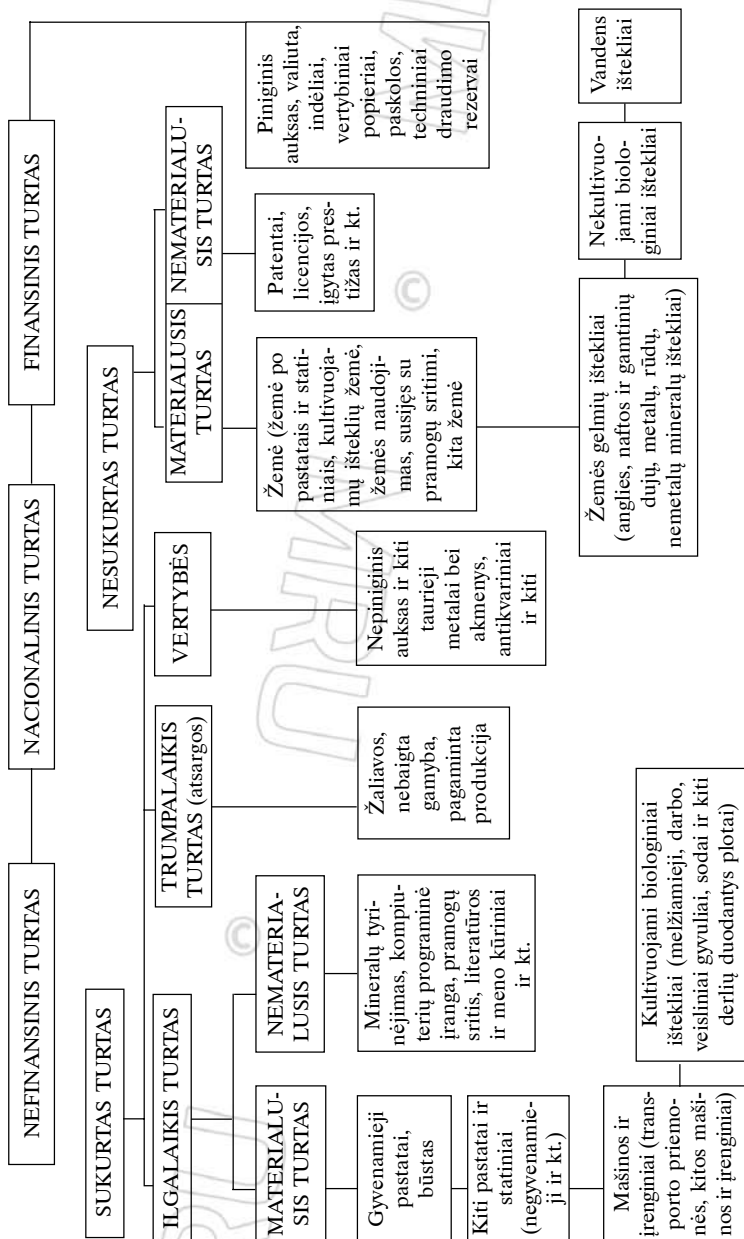 NEFINANSINIS TURTAS
NACIONALINIS TURTAS
FINANSINIS TURTAS
SUKURTAS TURTAS
NESUKURTAS TURTAS
ILGALAIKIS TURTAS
TRUMPALAIKIS
TURTAS (atsargos)
VERTYBĖS
MATERIALUSIS
TURTAS
NEMATERIALU-
SIS TURTAS
Piniginis
auksas, valiuta,
indėliai,
vertybiniai
popieriai,
paskolos,
techniniai
draudimo
rezervai
MATERIALU-
SIS TURTAS
NEMATERIA-
LUSIS TURTAS
Žaliavos,
nebaigta
gamyba,
pagaminta
produkcija
Nepiniginis
auksas ir kiti
taurieji
metalai bei
akmenys,
antikvariniai
ir kiti
Žemė (žemė po
pastatais ir stati-
niais, kultivuoja-
mų išteklių žemė,
žemės naudoji-
mas, susijęs su
pramogų sritimi,
kita žemė
Patentai,
licencijos,
įgytas pres-
tižas ir kt.
Gyvenamieji
pastatai,
būstas
Mineralų tyri-
nėjimas, kompiu-
terių programinė
įranga, pramogų
sritis, literatūros
ir meno kūriniai
ir kt.
Kiti pastatai ir
statiniai
(negyvenamie-
ji ir kt.)
Mašinos ir
įrenginiai (trans-
porto priemo-
nės, kitos maši-
nos ir įrenginiai)
Kultivuojami biologiniai
ištekliai (melžiamieji, darbo,
veisliniai gyvuliai, sodai ir kiti
derlių duodantys plotai)
Žemės gelmių ištekliai
(anglies, naftos ir gamtinių
dujų, metalų, rūdų,
nemetalų mineralų ištekliai)
Nekultivuo-
jami biolo-
giniai ištekliai
Vandens
ištekliai
©
MRU
©